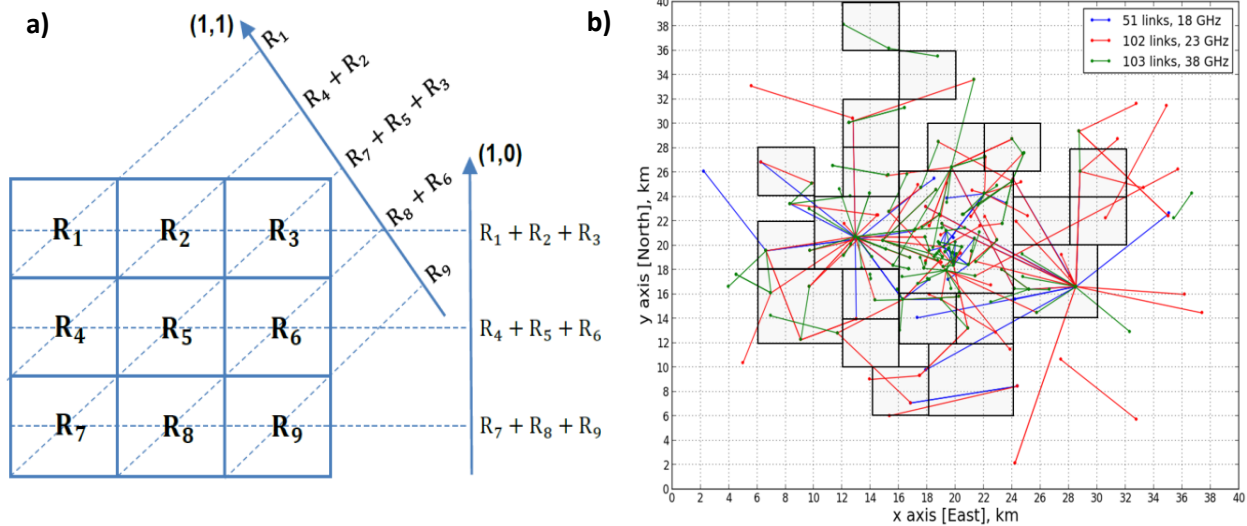 a)
(1,1)
R₁
R₄ + R₂
R₇ + R₅ + R₃
R₈ + R₆
R₉
(1,0)
R₁ R₂ R₃
R₁ + R₂ + R₃
R₄ R₅ R₆
R₄ + R₅ + R₆
R₇ R₈ R₉
R₇ + R₈ + R₉
b)
51 links, 18 GHz
102 links, 23 GHz
103 links, 38 GHz
y axis [North], km
40
38
36
34
32
30
28
26
24
22
20
18
16
14
12
10
8
6
4
2
0
0 2 4 6 8 10 12 14 16 18 20 22 24 26 28 30 32 34 36 38 40
x axis [East], km